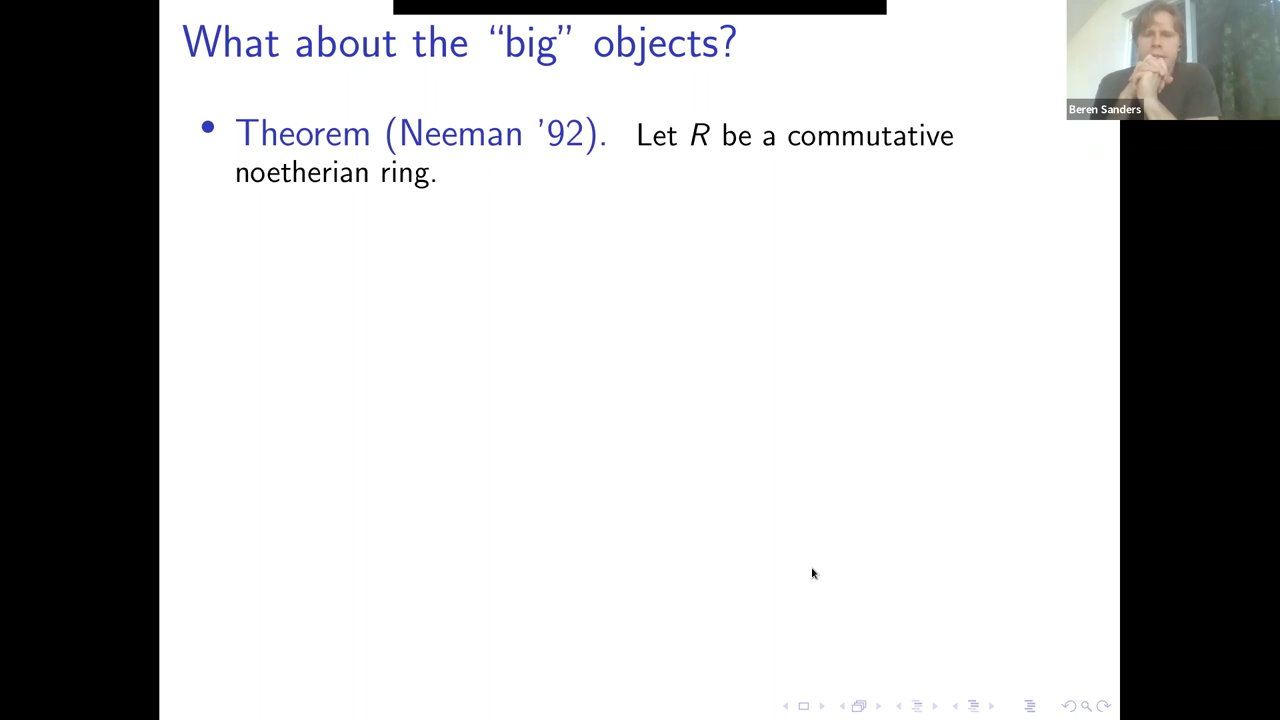 What about the “big” objects?
Beren Sanders
• Theorem (Neeman ’92). Let R be a commutative
noetherian ring.